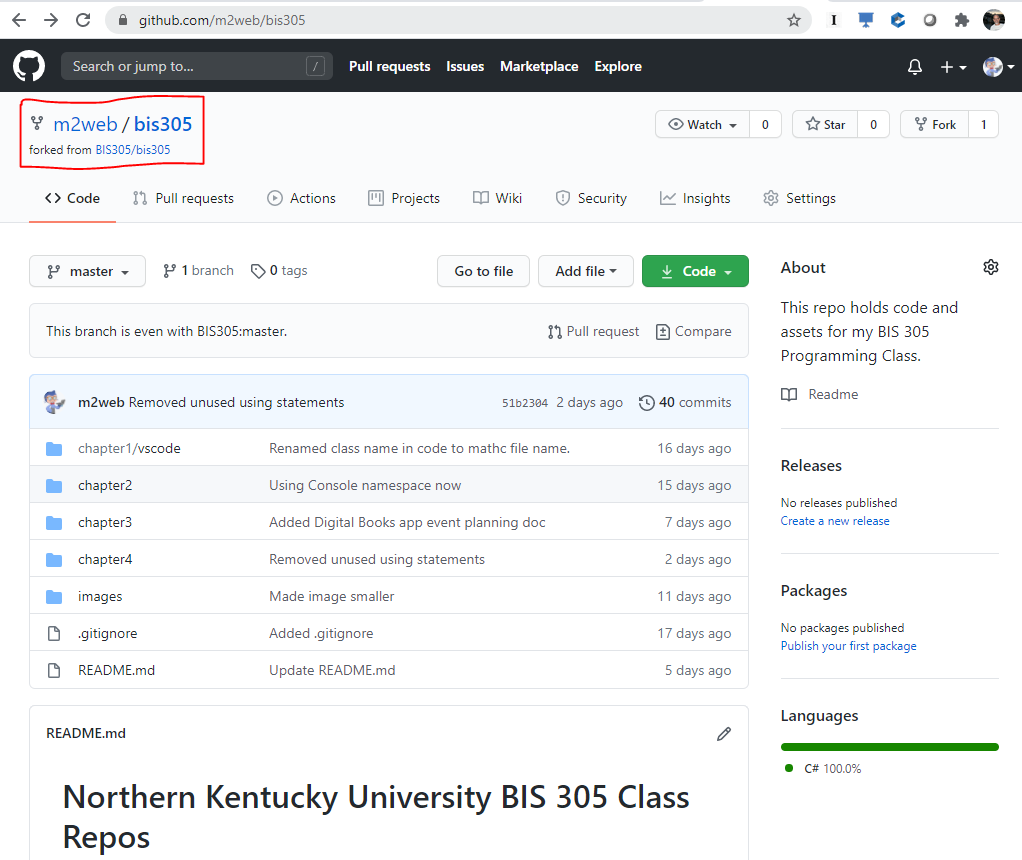 github.com/m2web/bis305
I
Search or jump to... /
Pull requests Issues Marketplace Explore
m2web / bis305
forked from BIS305/bis305
Watch 0 Star 0 Fork 1
<> Code Pull requests Actions Projects Wiki Security Insights Settings
master 1 branch 0 tags Go to file Add file Code
This branch is even with BIS305:master. Pull request Compare
m2web Removed unused using statements 51b2304 2 days ago 40 commits
chapter1/vscode Renamed class name in code to mathc file name. 16 days ago
chapter2 Using Console namespace now 15 days ago
chapter3 Added Digital Books app event planning doc 7 days ago
chapter4 Removed unused using statements 2 days ago
images Made image smaller 11 days ago
.gitignore Added .gitignore 17 days ago
README.md Update README.md 5 days ago
README.md
Northern Kentucky University BIS 305 Class
Repos
About
This repo holds code and
assets for my BIS 305
Programming Class.
Readme
Releases
No releases published
Create a new release
Packages
No packages published
Publish your first package
Languages
C# 100.0%